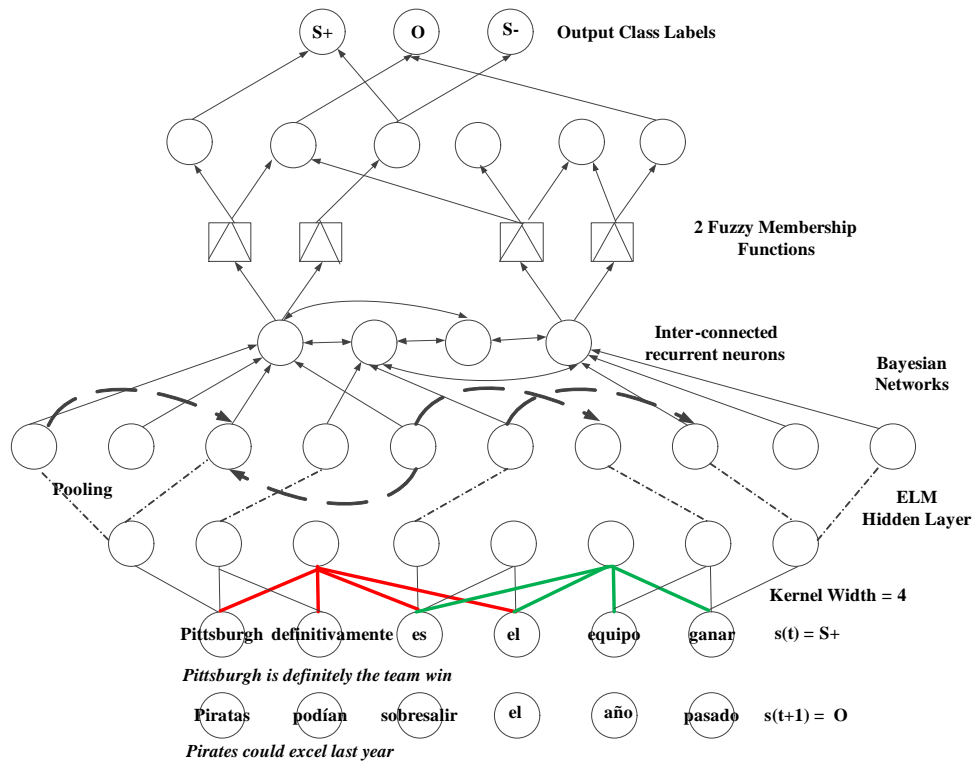 S+ O S- Output Class Labels
2 Fuzzy Membership
Functions
Inter-connected
recurrent neurons
Bayesian
Networks
Pooling
ELM
Hidden Layer
Kernel Width = 4
Pittsburgh definitivamente es el equipo ganar s(t) = S+
Pittsburgh is definitely the team win
Piratas podían sobresalir el año pasado s(t+1) = O
Pirates could excel last year